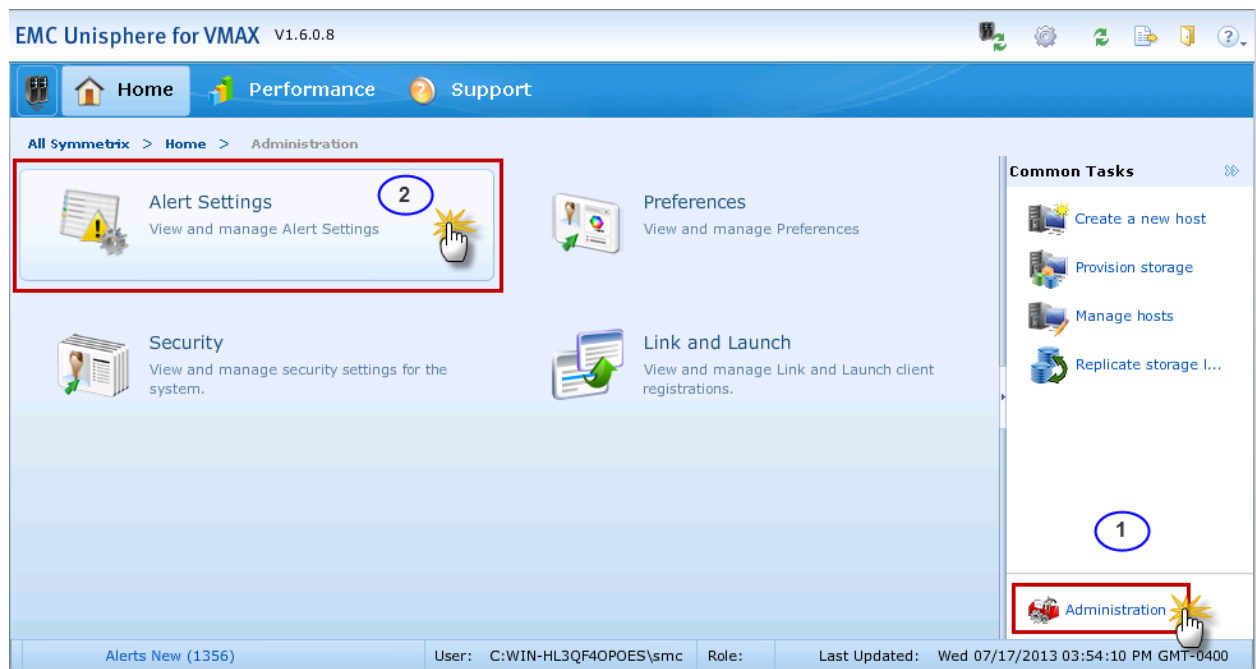 EMC Unisphere for VMAX V1.6.0.8
?
Home
Performance
? Support
All Symmetrix > Home > Administration
Alert Settings
View and manage Alert Settings
2
Preferences
View and manage Preferences
Security
View and manage security settings for the
system.
Link and Launch
View and manage Link and Launch client
registrations.
Common Tasks
Create a new host
Provision storage
Manage hosts
Replicate storage l...
1
Administration
Alerts New (1356)
User: C:WIN-HL3QF4OPOES\smc
Role:
Last Updated: Wed 07/17/2013 03:54:10 PM GMT-0400